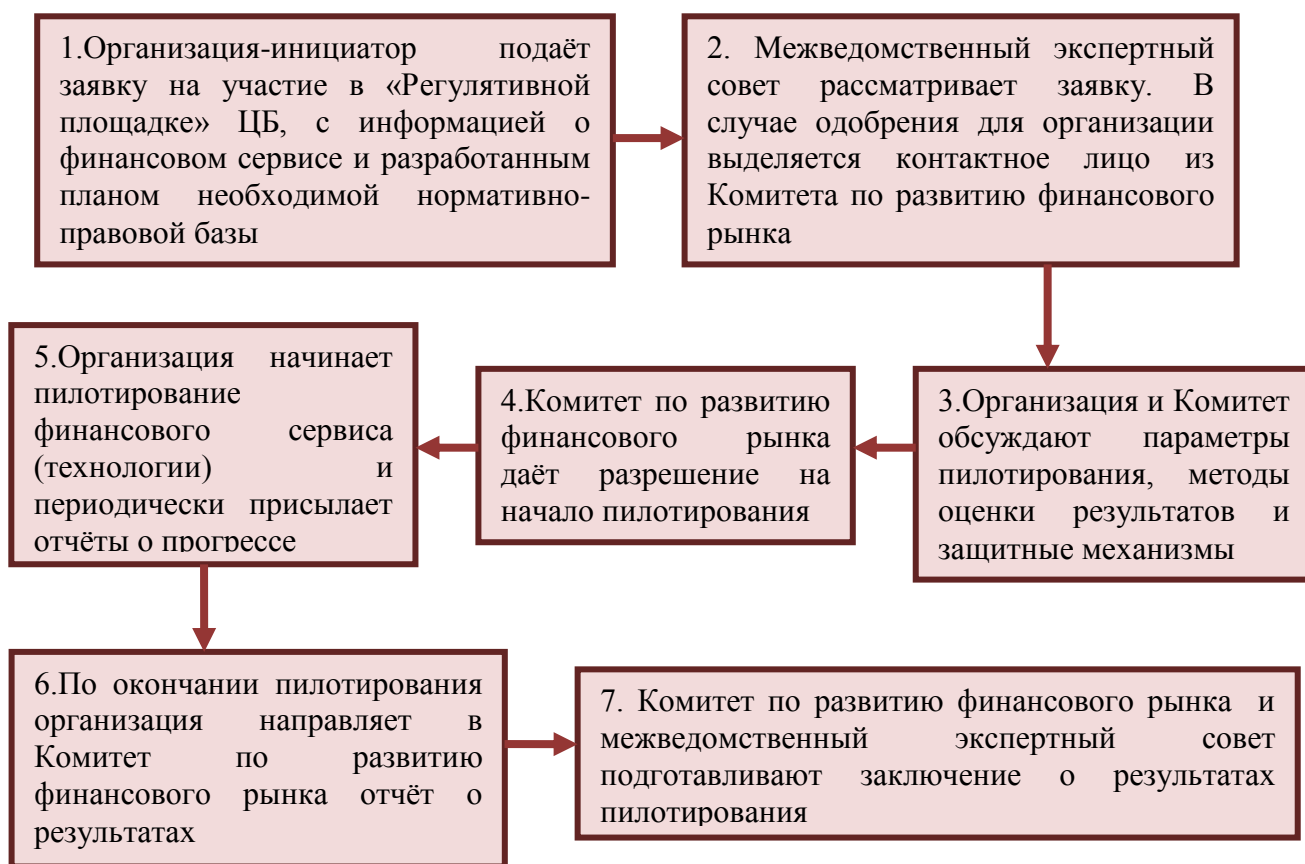 1.Организация-инициатор подаёт
заявку на участие в «Регулятивной
площадке» ЦБ, с информацией о
финансовом сервисе и разработанным
планом необходимой нормативно-
правовой базы
2. Межведомственный экспертный
совет рассматривает заявку. В
случае одобрения для организации
выделяется контактное лицо из
Комитета по развитию финансового
рынка
3.Организация и Комитет
обсуждают параметры
пилотирования, методы
оценки результатов и
защитные механизмы
4.Комитет по развитию
финансового рынка
даёт разрешение на
начало пилотирования
5.Организация начинает
пилотирование
финансового сервиса
(технологии) и
периодически присылает
отчёты о прогрессе
6.По окончании пилотирования
организация направляет в
Комитет по развитию
финансового рынка отчёт о
результатах
7. Комитет по развитию финансового рынка и
межведомственный экспертный совет
подготавливают заключение о результатах
пилотирования